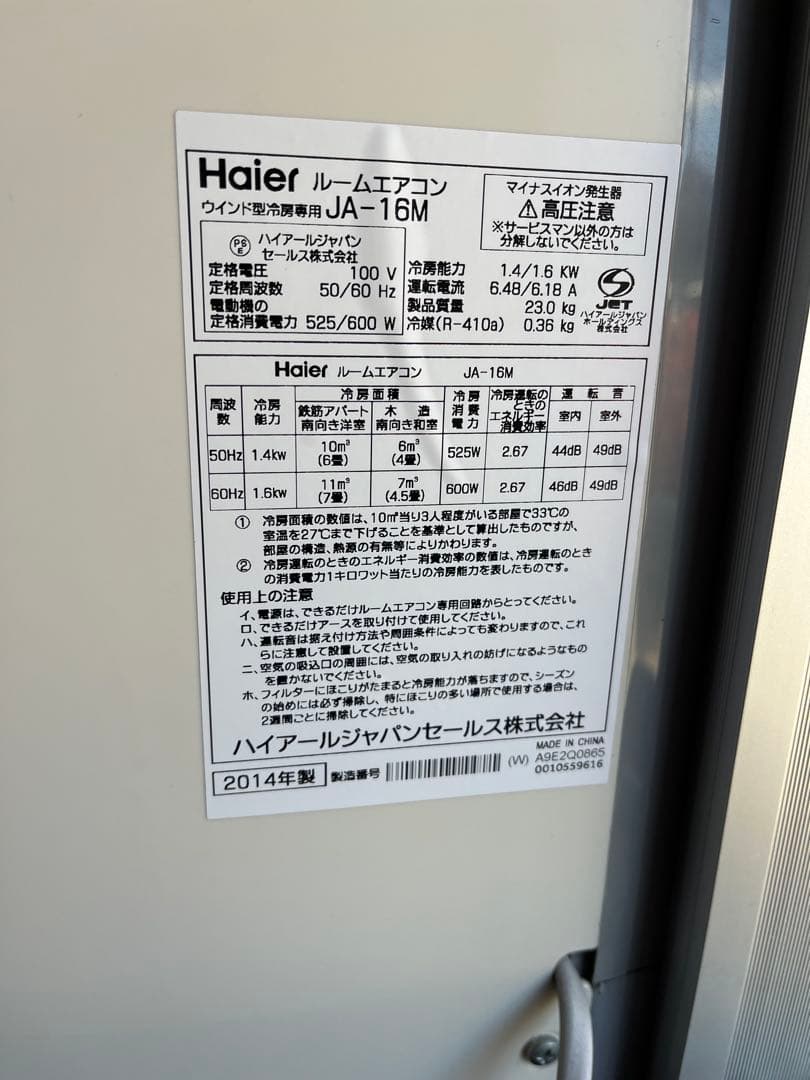 Haier ルームエアコン
ウインド型冷房専用 JA-16M
マイナスイオン発生器
⚠高圧注意
※サービスマン以外の方は
分解しないでください。
PSE ハイアールジャパン
セールス株式会社
定格電圧 100 V
定格周波数 50/60 Hz
電動機の
定格消費電力 525/600 W
冷房能力 1.4/1.6 KW
運転電流 6.48/6.18 A
製品質量 23.0 kg
冷媒(R-410a) 0.36 kg
JET
ハイアールジャパン
ホールディングス
株式会社
Haier ルームエアコン JA-16M
周波数 冷房能力 冷房面積 冷房消費電力 冷房運転のときのエネルギー消費効率 運転音
鉄筋アパート南向き洋室 木造南向き和室 室内 室外
50Hz 1.4kw 10m³(6畳) 6m³(4畳) 525W 2.67 44dB 49dB
60Hz 1.6kw 11m³(7畳) 7m³(4.5畳) 600W 2.67 46dB 49dB
① 冷房面積の数値は、10㎡当り3人程度がいる部屋で33℃の
室温を27℃まで下げることを基準として算出したものですが、
部屋の構造、熱源の有無等によりかわります。
② 冷房運転のときのエネルギー消費効率の数値は、冷房運転のとき
の消費電力1キロワット当たりの冷房能力を表したものです。
使用上の注意
イ、電源は、できるだけルームエアコン専用回路からとってください。
ロ、できるだけアースを取り付けて使用してください。
ハ、運転音は据え付け方法や周囲条件によっても変わりますので、これ
らに注意して設置してください。
ニ、空気の吸込口の周囲には、空気の取り入れの妨げになるようなもの
を置かないでください。
ホ、フィルターにほこりがたまると冷房能力が落ちますので、シーズン
の始めには必ず掃除し、特にほこりの多い場所で使用する場合は、
2週間ごとに掃除してください。
ハイアールジャパンセールス株式会社
MADE IN CHINA
2014年製 製造番号 (W) A9E2Q0865
0010559616